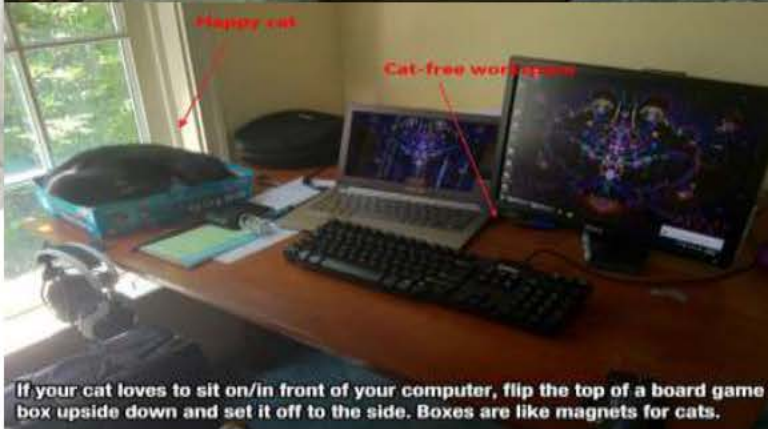 Happy cat
Cat-free workspace
If your cat loves to sit on/in front of your computer, flip the top of a board game
box upside down and set it off to the side. Boxes are like magnets for cats.